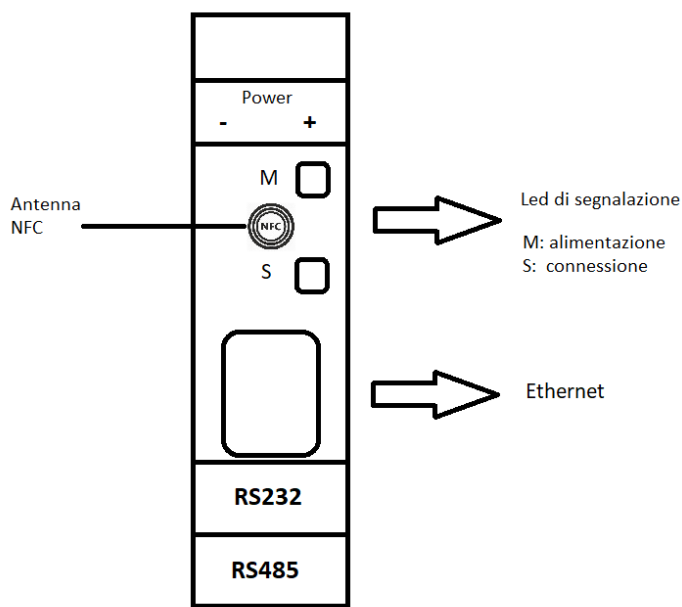 Power
- +
M
Antenna
NFC
NFC
S
Led di segnalazione
M: alimentazione
S: connessione
Ethernet
RS232
RS485